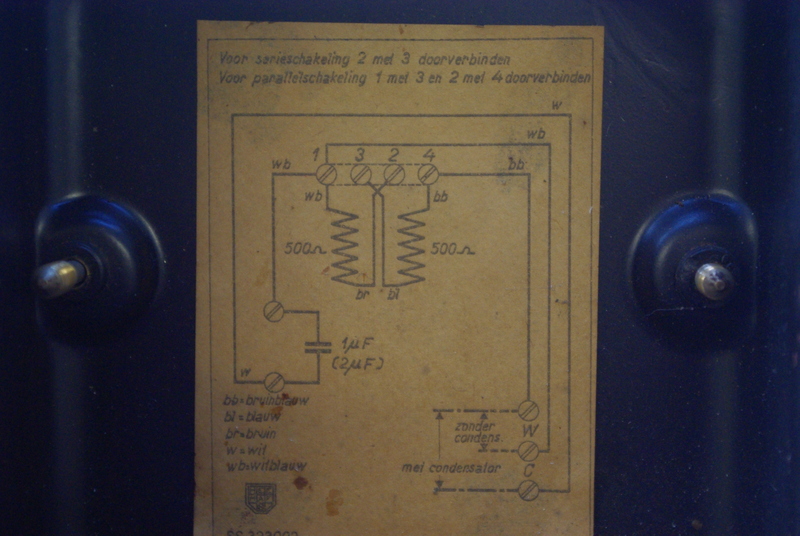 Voor serieschakeling 2 met 3 doorverbinden
Voor parallelschakeling 1 met 3 en 2 met 4 doorverbinden
w
wb
1 3 2 4
wb
bb
wb
bb
500Ω
500Ω
br
bl
1μF
(2μF)
w
bb=bruinblauw
bl=blauw
br=bruin
w=wit
wb=witblauw
W
zonder
condens.
C
met condensator